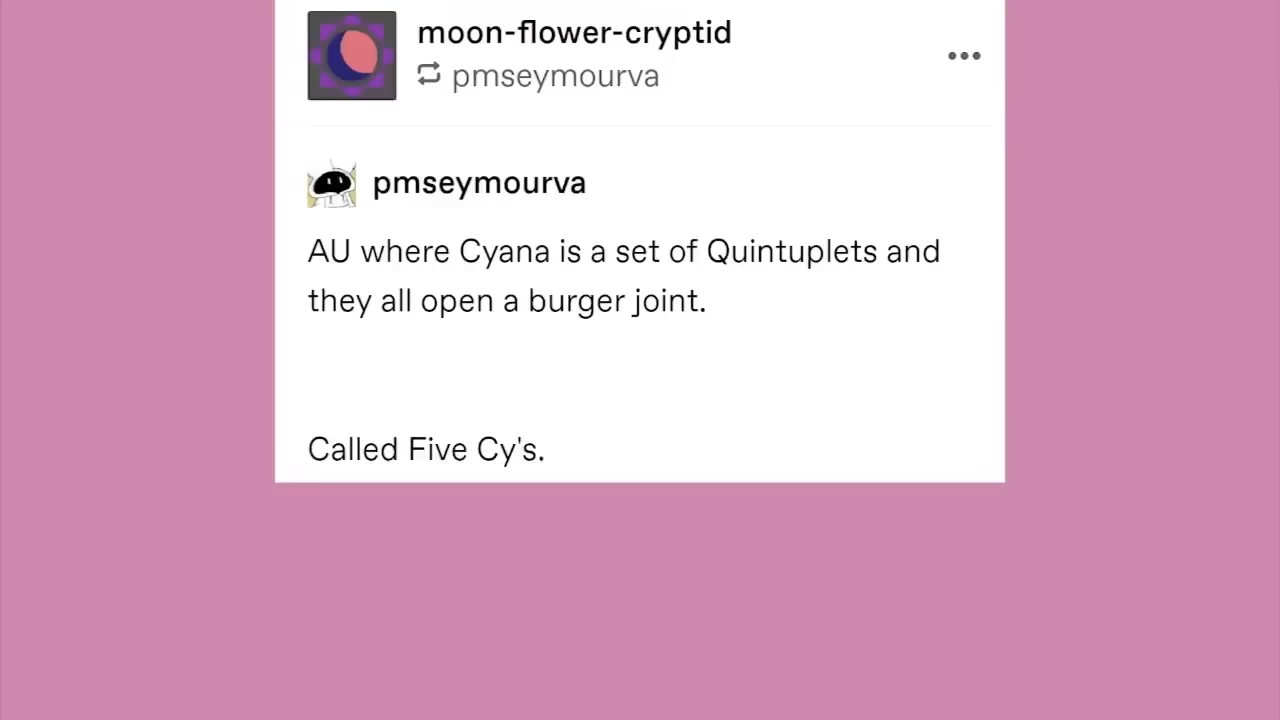 moon-flower-cryptid
pmseymourva
pmseymourva
AU where Cyana is a set of Quintuplets and
they all open a burger joint.
Called Five Cy's.